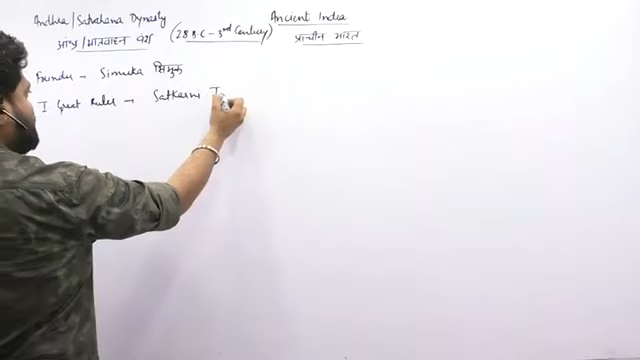 Andhra/Satvahana Dynasty
Ancient India
आंध्र/सातवाहन वंश (28 B.C - 3rd Century)
प्राचीन भारत
Founder - Simuka सिमुक
I Great Ruler - Satkarni I